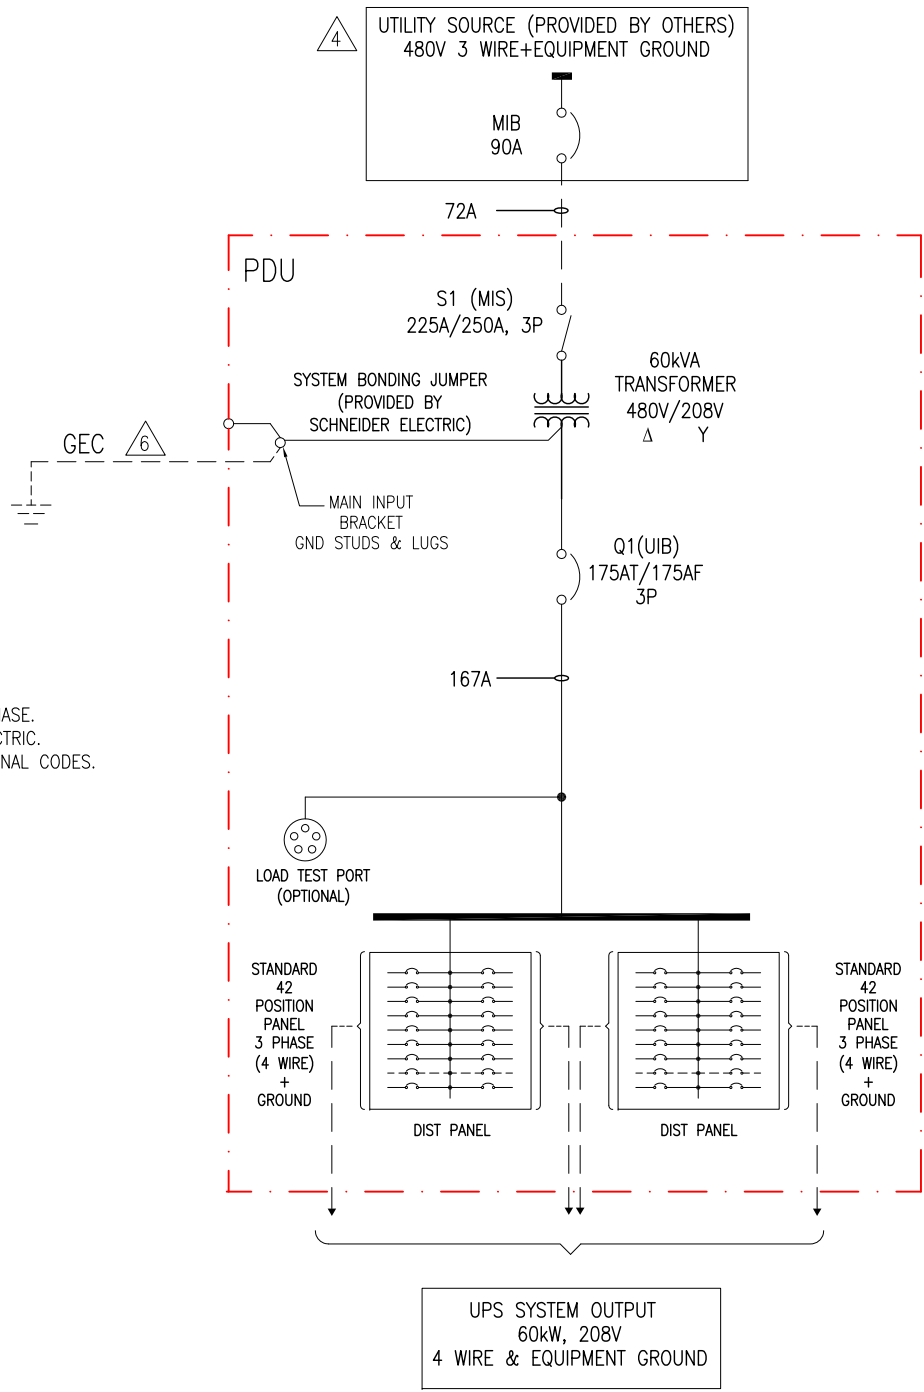 4
UTILITY SOURCE (PROVIDED BY OTHERS)
480V 3 WIRE+EQUIPMENT GROUND
MIB
90A
72A
PDU
S1 (MIS)
225A/250A, 3P
60kVA
TRANSFORMER
480V/208V
Δ Y
SYSTEM BONDING JUMPER
(PROVIDED BY
SCHNEIDER ELECTRIC)
GEC 6
MAIN INPUT
BRACKET
GND STUDS & LUGS
Q1(UIB)
175AT/175AF
3P
167A
ASE.
CTRIC.
NAL CODES.
LOAD TEST PORT
(OPTIONAL)
STANDARD
42
POSITION
PANEL
3 PHASE
(4 WIRE)
+
GROUND
DIST PANEL
DIST PANEL
STANDARD
42
POSITION
PANEL
3 PHASE
(4 WIRE)
+
GROUND
UPS SYSTEM OUTPUT
60kW, 208V
4 WIRE & EQUIPMENT GROUND